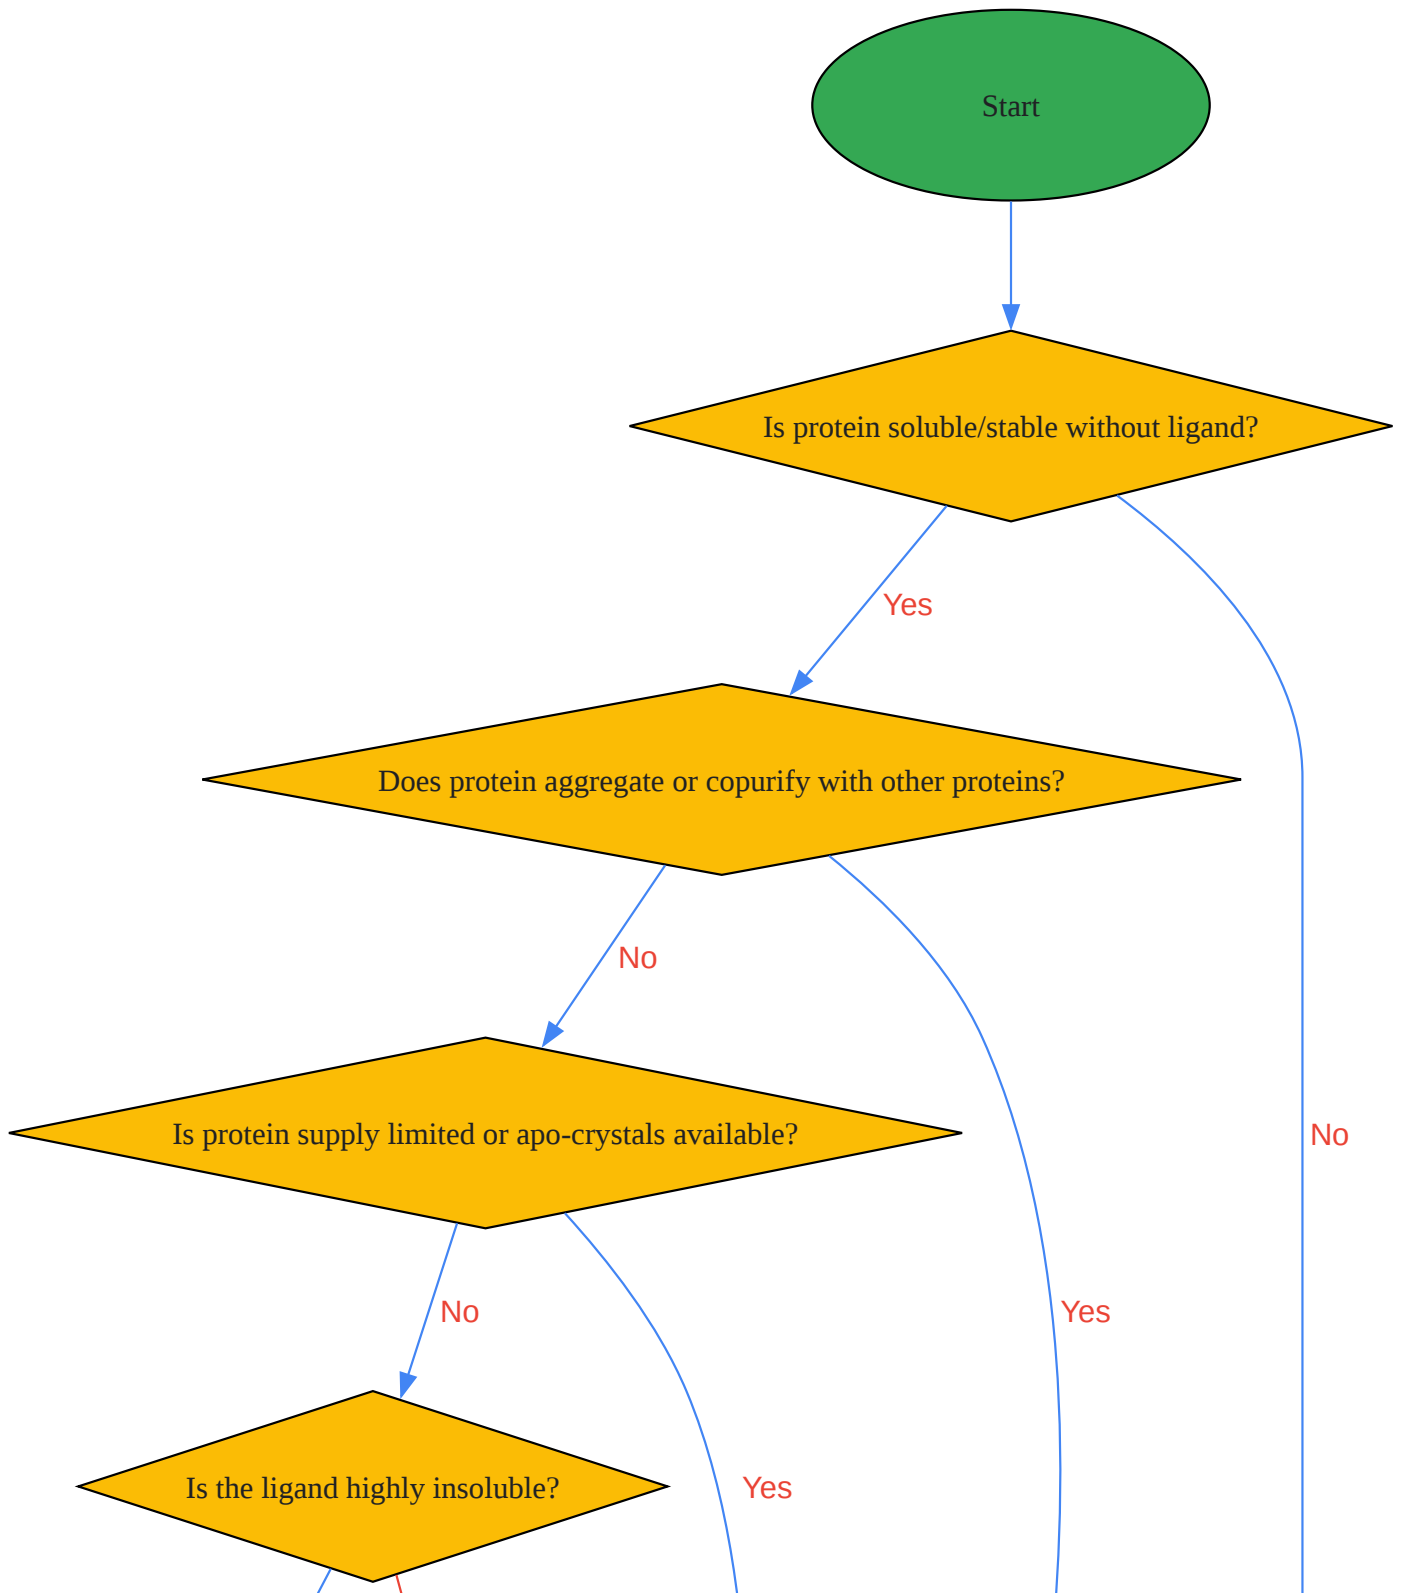 Start
Is protein soluble/stable without ligand?
Yes
Does protein aggregate or copurify with other proteins?
No
Is protein supply limited or apo-crystals available?
No
No
Yes
Is the ligand highly insoluble?
Yes